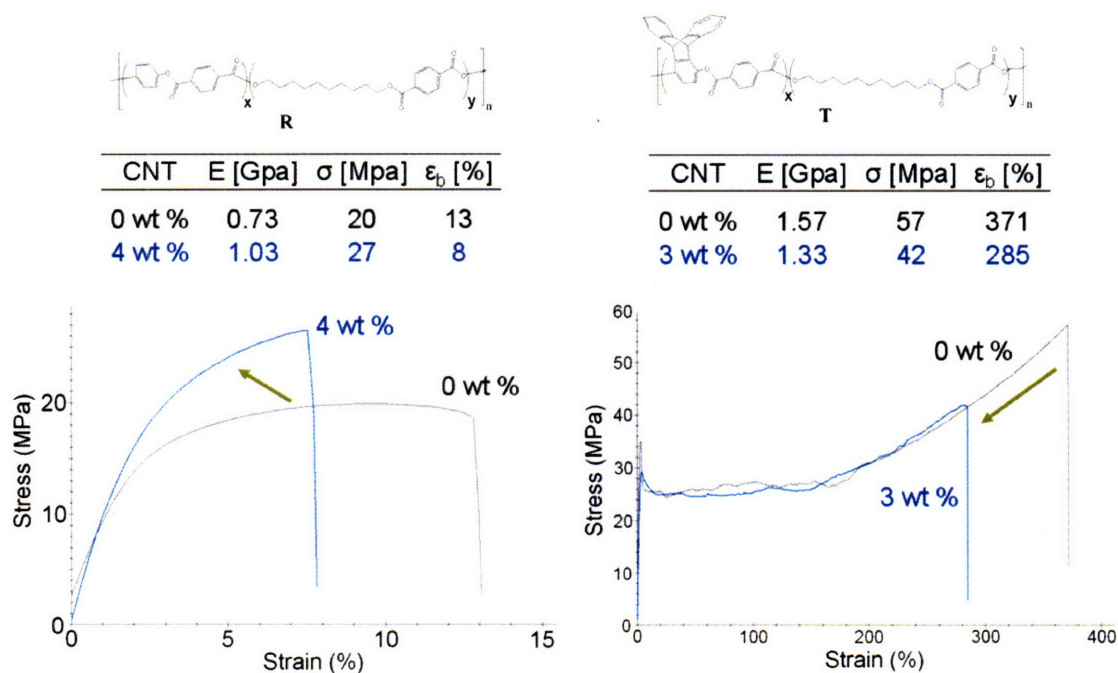 O O O O O O x y n
R
CNT E [Gpa] σ [Mpa] εb [%]
0 wt % 0.73 20 13
4 wt % 1.03 27 8
4 wt %
0 wt %
Stress (MPa)
20
10
0
0 5 10 15
Strain (%)
O O O O O O x y n
T
CNT E [Gpa] σ [Mpa] εb [%]
0 wt % 1.57 57 371
3 wt % 1.33 42 285
0 wt %
3 wt %
Stress (MPa)
60
50
40
30
20
10
0
0 100 200 300 400
Strain (%)